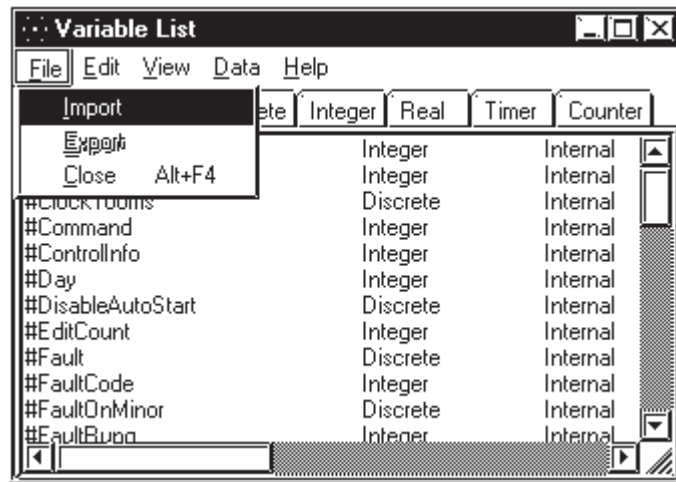 Variable List
File Edit View Data Help
Import Integer Real Timer Counter
Export Integer Internal
Close Alt+F4 Integer Internal
Discrete Internal
#Command Integer Internal
#ControlInfo Integer Internal
#Day Integer Internal
#DisableAutoStart Discrete Internal
#EditCount Integer Internal
#Fault Discrete Internal
#FaultCode Integer Internal
#FaultOnMinor Discrete Internal
#FaultRung Integer Internal